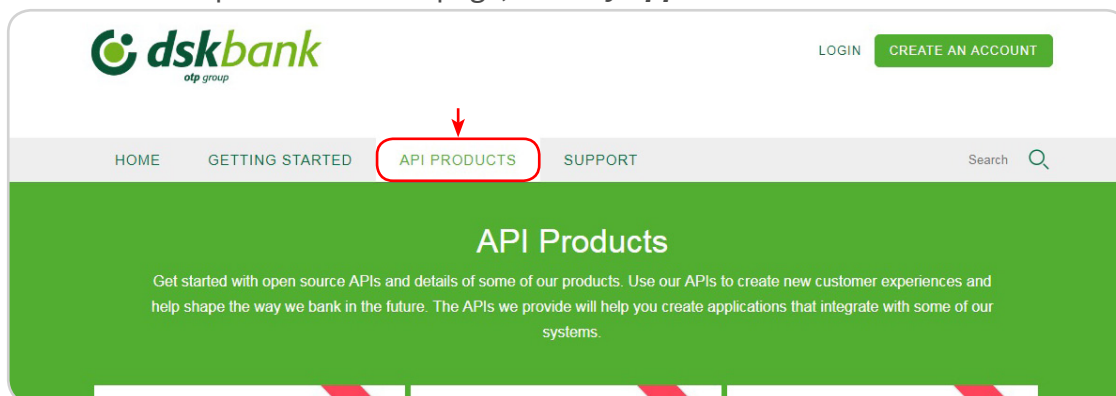 dskbank
otp group
LOGIN CREATE AN ACCOUNT
HOME GETTING STARTED API PRODUCTS SUPPORT Search
API Products
Get started with open source APIs and details of some of our products. Use our APIs to create new customer experiences and
help shape the way we bank in the future. The APIs we provide will help you create applications that integrate with some of our
systems.